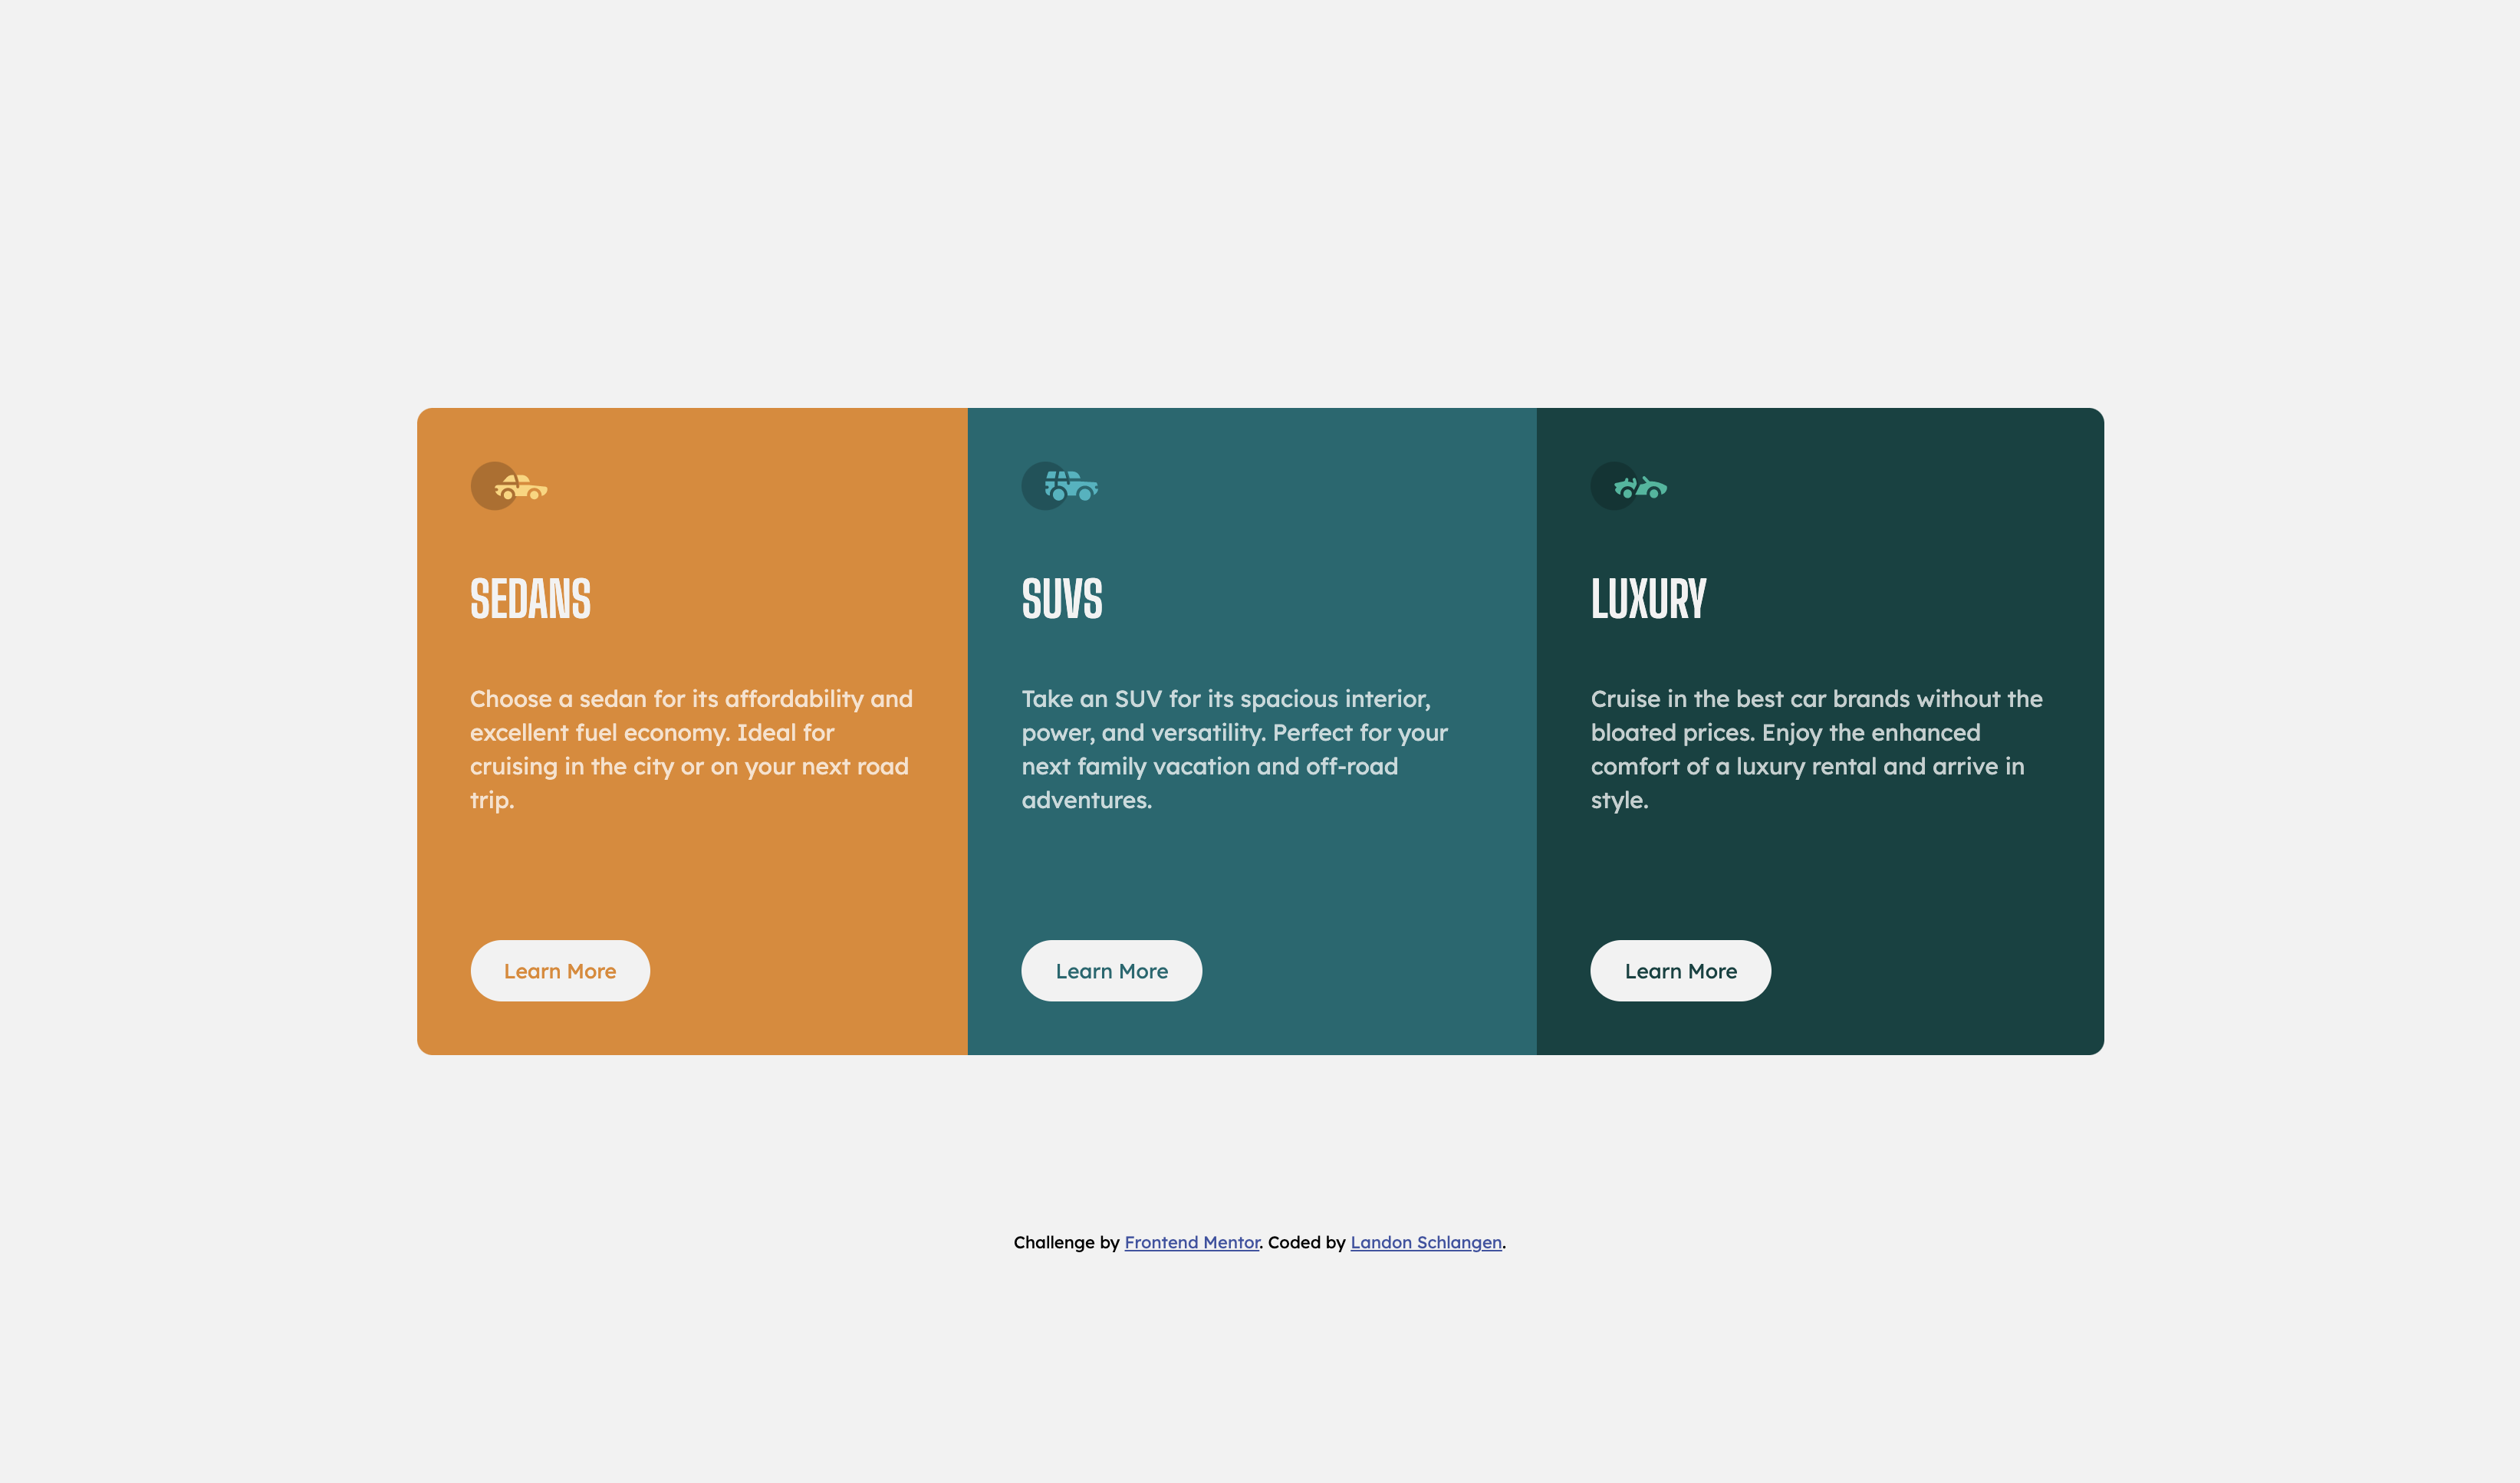 SEDANS
Choose a sedan for its affordability and
excellent fuel economy. Ideal for
cruising in the city or on your next road
trip.
Learn More
SUVS
Take an SUV for its spacious interior,
power, and versatility. Perfect for your
next family vacation and off-road
adventures.
Learn More
LUXURY
Cruise in the best car brands without the
bloated prices. Enjoy the enhanced
comfort of a luxury rental and arrive in
style.
Learn More
Challenge by Frontend Mentor. Coded by Landon Schlangen.